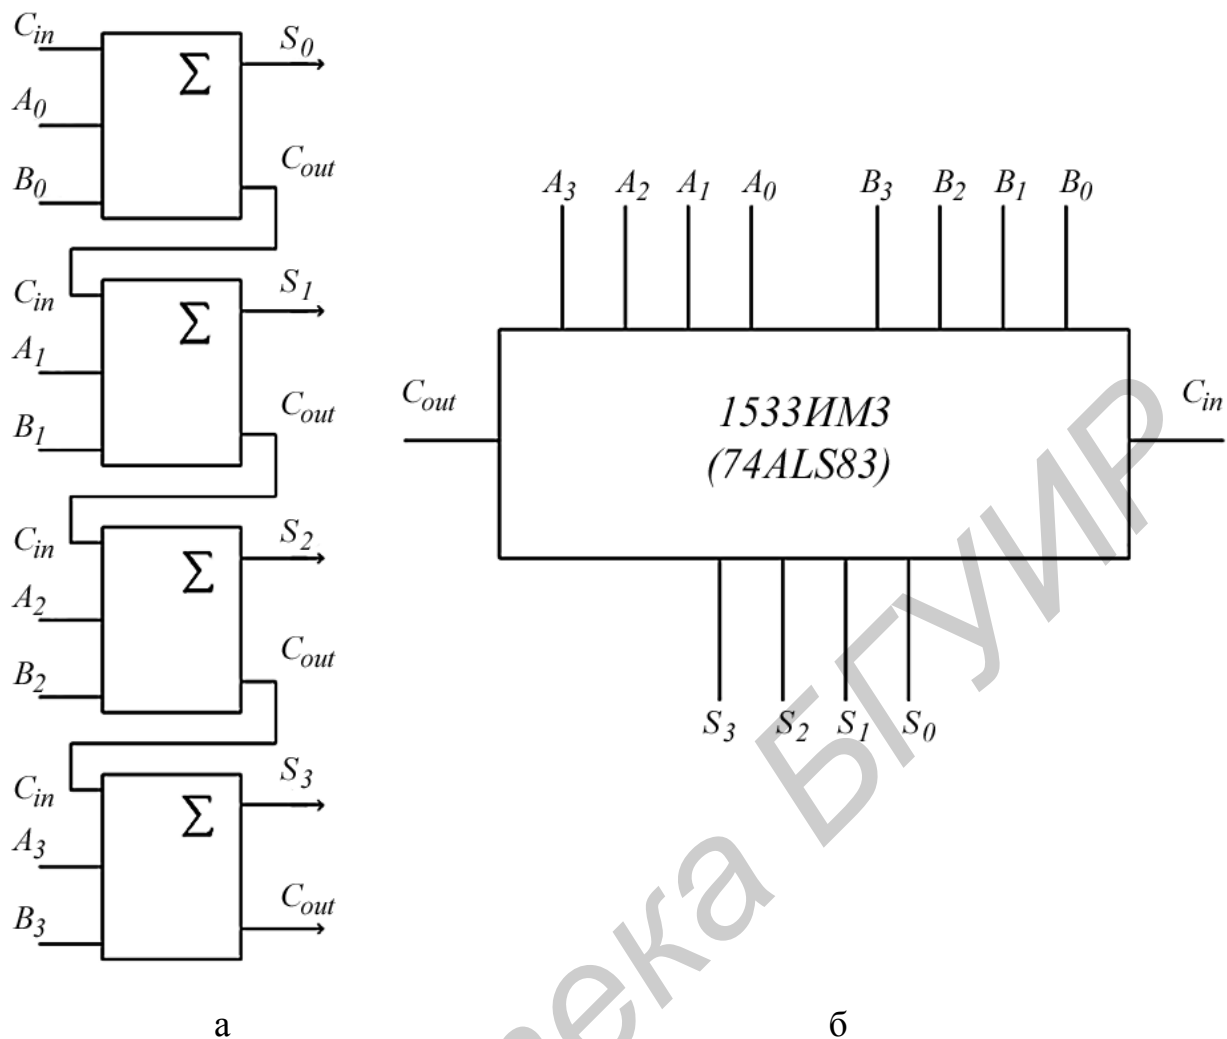 C_in
S_0
Σ
A_0
C_out
B_0
C_in
S_1
Σ
A_1
C_out
B_1
C_in
S_2
Σ
A_2
C_out
B_2
C_in
S_3
Σ
A_3
C_out
B_3
а
A_3 A_2 A_1 A_0 B_3 B_2 B_1 B_0
C_out
1533ИМ3
(74ALS83)
C_in
S_3 S_2 S_1 S_0
б
БГУИР